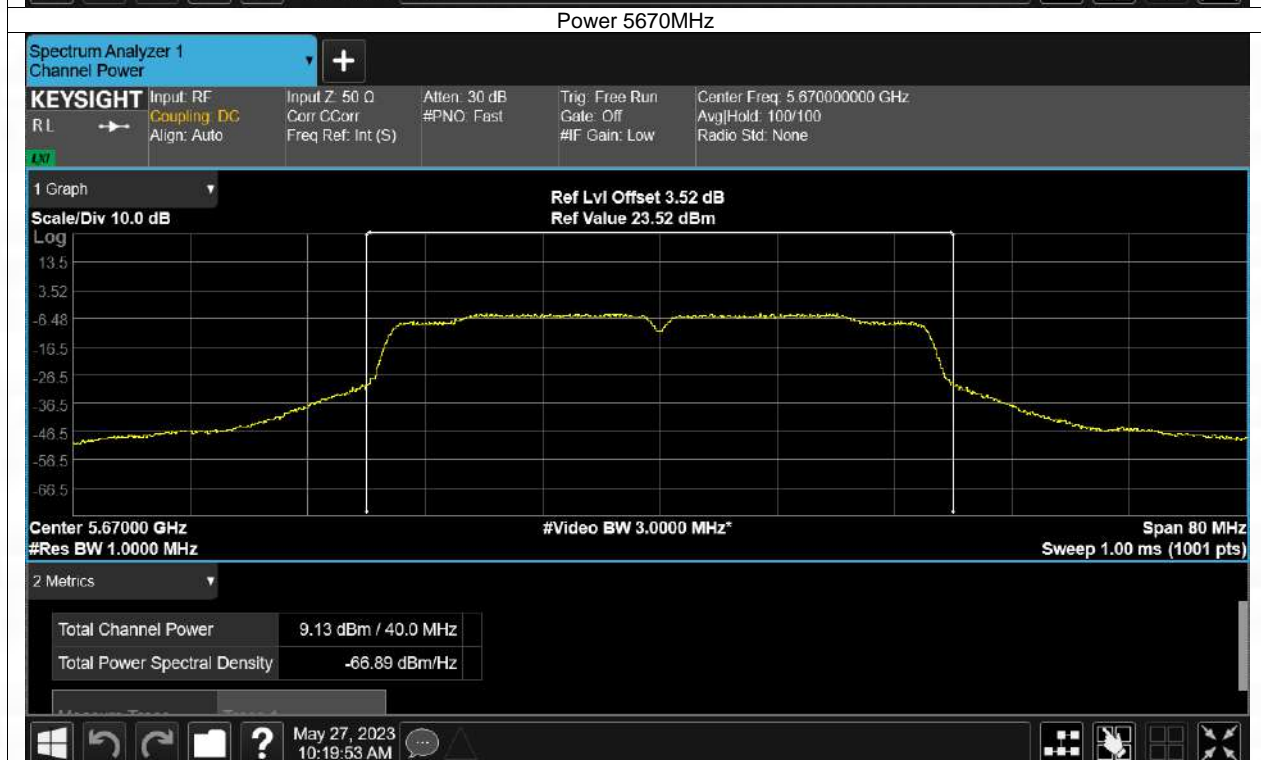 Power 5670MHz
Spectrum Analyzer 1
Channel Power
+
KEYSIGHT Input: RF Input Z: 50 Ω Atten: 30 dB Trig: Free Run Center Freq: 5.670000000 GHz
RL Coupling: DC Corr CCorr #PNO: Fast Gate: Off Avg|Hold: 100/100
Align: Auto Freq Ref: Int (S) #IF Gain: Low Radio Std: None
LXI
1 Graph
Ref Lvl Offset 3.52 dB
Scale/Div 10.0 dB Ref Value 23.52 dBm
Log
13.5
3.52
-6.48
-16.5
-26.5
-36.5
-46.5
-56.5
-66.5
Center 5.67000 GHz #Video BW 3.0000 MHz* Span 80 MHz
#Res BW 1.0000 MHz Sweep 1.00 ms (1001 pts)
2 Metrics
Total Channel Power 9.13 dBm / 40.0 MHz
Total Power Spectral Density -66.89 dBm/Hz
?
May 27, 2023
10:19:53 AM